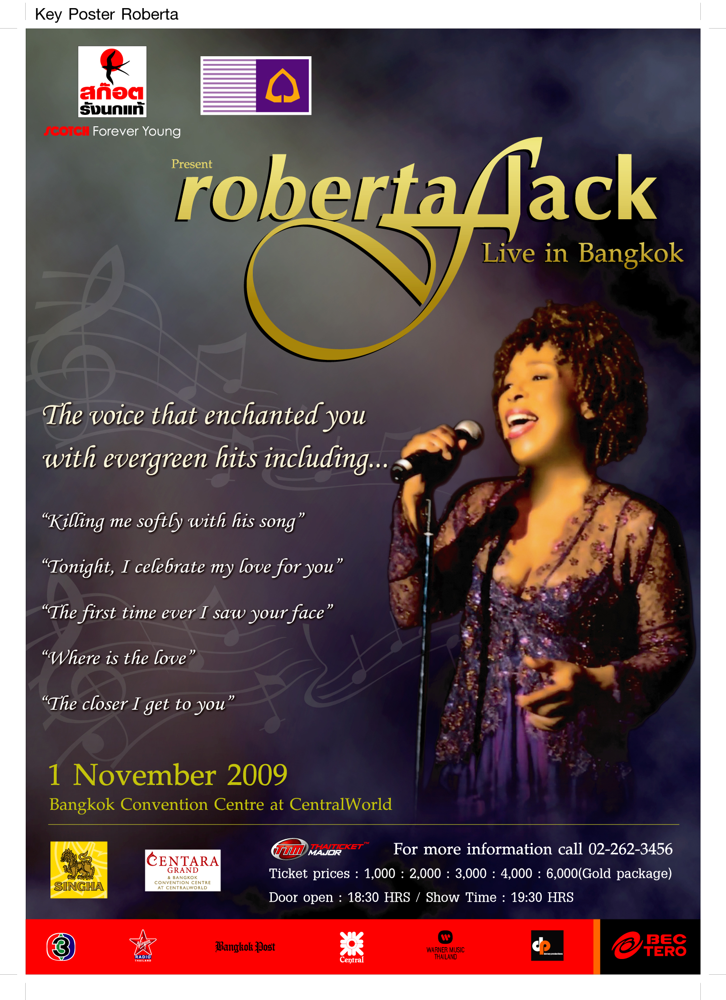 Key Poster Roberta
สก๊อต
รังนกแท้
SCOTCH Forever Young
Present
roberta flack
Live in Bangkok
The voice that enchanted you
with evergreen hits including...
“Killing me softly with his song”
“Tonight, I celebrate my love for you”
“The first time ever I saw your face”
“Where is the love”
“The closer I get to you”
1 November 2009
Bangkok Convention Centre at CentralWorld
SINGHA
CENTARA
GRAND
& BANGKOK
CONVENTION CENTRE
AT CENTRALWORLD
TTM THAITICKET™
MAJOR
For more information call 02-262-3456
Ticket prices : 1,000 : 2,000 : 3,000 : 4,000 : 6,000(Gold package)
Door open : 18:30 HRS / Show Time : 19:30 HRS
3
Virgin
RADIO
THAILAND
Bangkok Post
Central
WARNER MUSIC
THAILAND
dp
dorsey productions
BEC
TERO